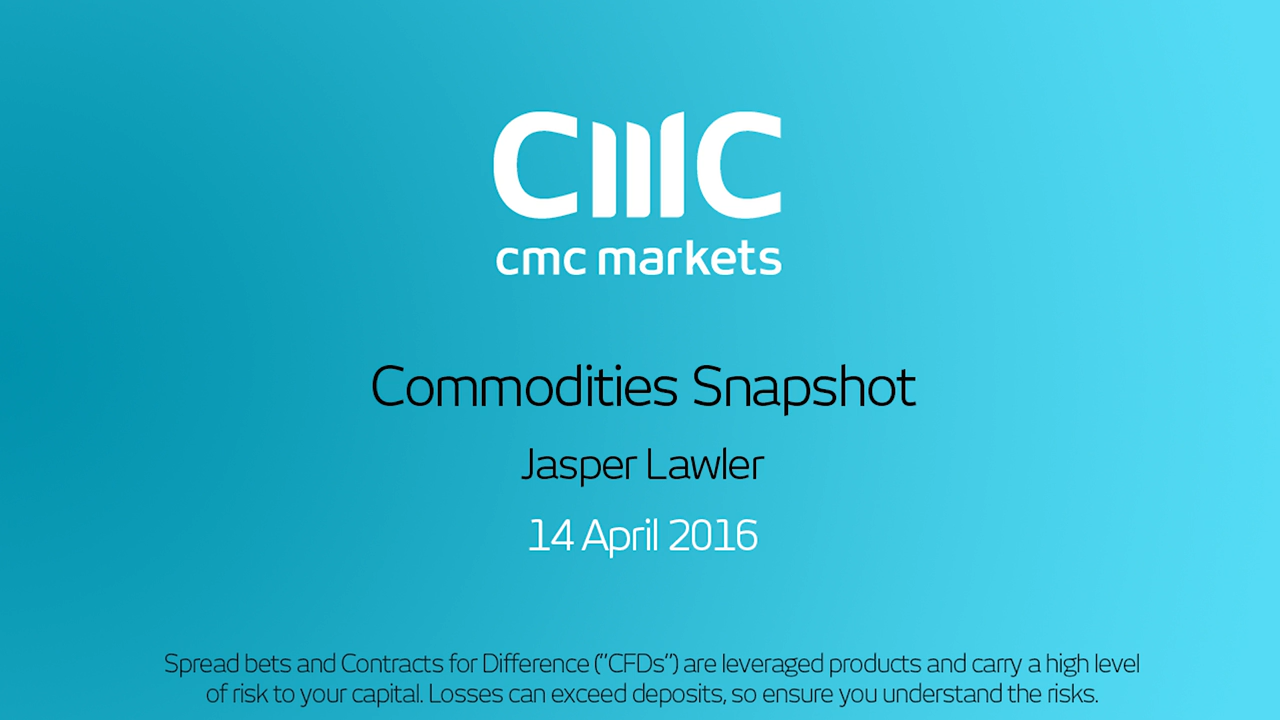 CMC
cmc markets
Commodities Snapshot
Jasper Lawler
14 April 2016
Spread bets and Contracts for Difference ("CFDs") are leveraged products and carry a high level
of risk to your capital. Losses can exceed deposits, so ensure you understand the risks.